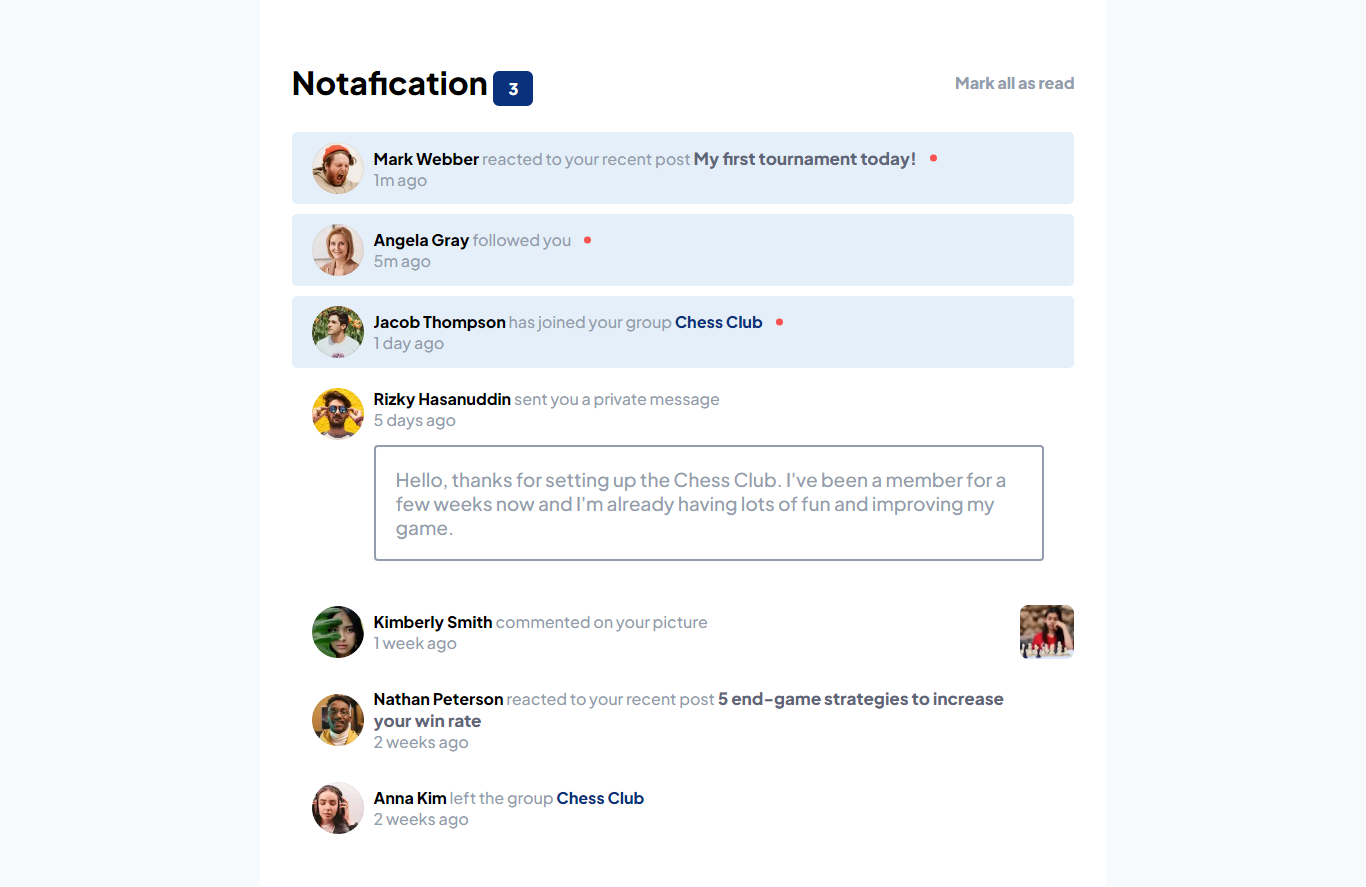 Notafication 3
Mark all as read
Mark Webber reacted to your recent post My first tournament today!
1m ago
Angela Gray followed you
5m ago
Jacob Thompson has joined your group Chess Club
1 day ago
Rizky Hasanuddin sent you a private message
5 days ago
Hello, thanks for setting up the Chess Club. I've been a member for a
few weeks now and I'm already having lots of fun and improving my
game.
Kimberly Smith commented on your picture
1 week ago
Nathan Peterson reacted to your recent post 5 end-game strategies to increase
your win rate
2 weeks ago
Anna Kim left the group Chess Club
2 weeks ago